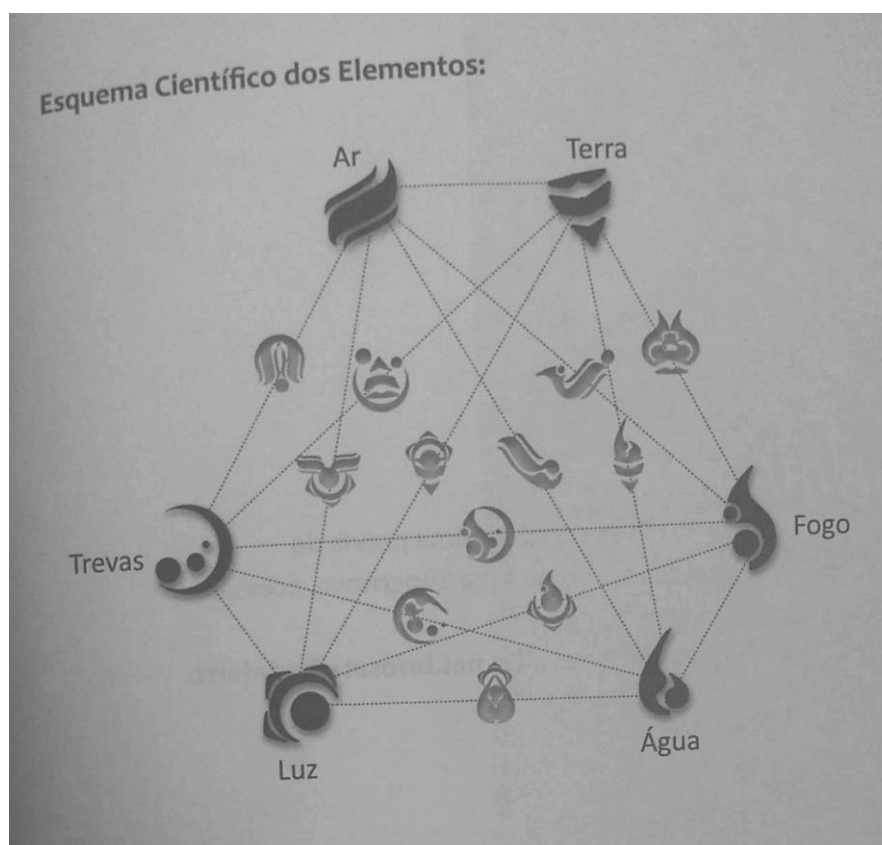 Esquema Científico dos Elementos:
Ar
Terra
Trevas
Fogo
Luz
Água